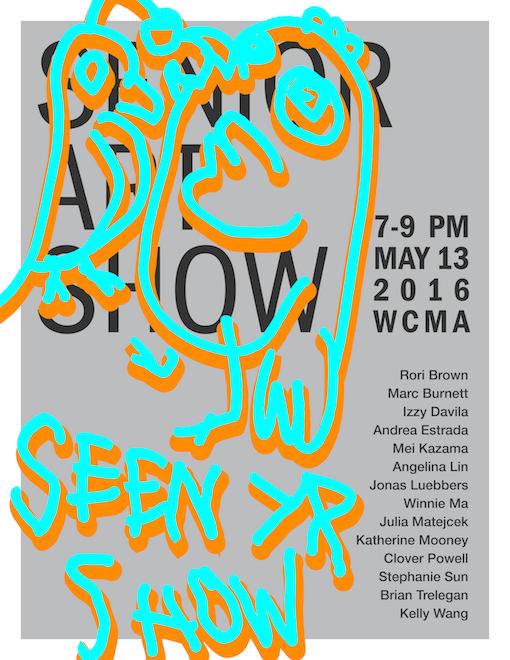 SENIOR
ART
SHOW
7-9 PM
MAY 13
2016
WCMA
Rori Brown
Marc Burnett
Izzy Davila
Andrea Estrada
Mei Kazama
Angelina Lin
Jonas Luebbers
Winnie Ma
Julia Matejcek
Katherine Mooney
Clover Powell
Stephanie Sun
Brian Trelegan
Kelly Wang
SEEN YR
SHOW